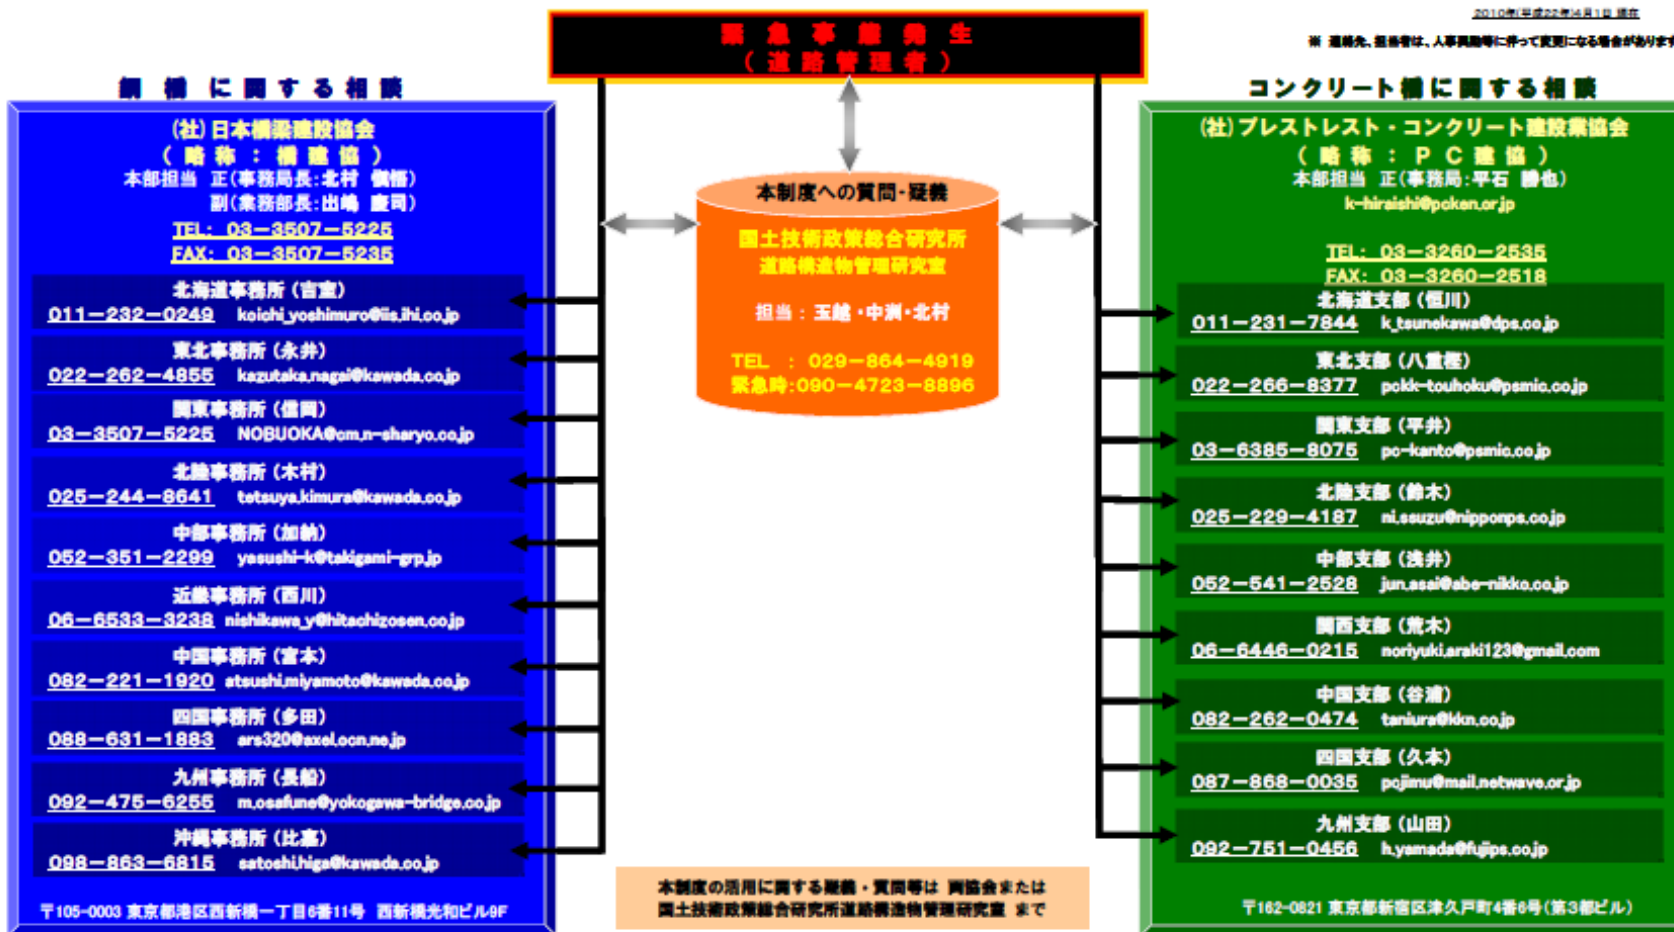 2010年(平成22年)4月1日 現在
※ 連絡先、担当者は、人事異動等に伴って変更になる場合があります
緊急事態発生
(道路管理者)
鋼橋に関する相談
(社)日本橋梁建設協会
(略称：橋建協)
本部担当 正(事務局長:北村 愼悟)
副(業務部長:出嶋 慶司)
TEL: 03-3507-5225
FAX: 03-3507-5235
北海道事務所(吉室)
011-232-0249 koichi_yoshimuro@iis.ihi.co.jp
東北事務所(永井)
022-262-4855 kazutaka.nagai@kawada.co.jp
関東事務所(信岡)
03-3507-5225 NOBUOKA@cm.n-sharyo.co.jp
北陸事務所(木村)
025-244-8641 tetsuya.kimura@kawada.co.jp
中部事務所(加納)
052-351-2299 yasushi-k@takigami-grp.jp
近畿事務所(西川)
06-6533-3238 nishikawa_y@hitachizosen.co.jp
中国事務所(宮本)
082-221-1920 atsushi.miyamoto@kawada.co.jp
四国事務所(多田)
088-631-1883 ars320@axel.ocn.ne.jp
九州事務所(長船)
092-475-6255 m.osafune@yokogawa-bridge.co.jp
沖縄事務所(比嘉)
098-863-6815 satoshi.higa@kawada.co.jp
〒105-0003 東京都港区西新橋一丁目6番11号 西新橋光和ビル9F
本制度への質問・疑義
国土技術政策総合研究所
道路構造物管理研究室
担当：玉越・中洲・北村
TEL ：029-864-4919
緊急時:090-4723-8896
本制度の活用に関する疑義・質問等は 両協会または
国土技術政策総合研究所道路構造物管理研究室 まで
コンクリート橋に関する相談
(社)プレストレスト・コンクリート建設業協会
(略称：PC建協)
本部担当 正(事務局:平石 勝也)
k-hiraishi@pcken.or.jp
TEL: 03-3260-2535
FAX: 03-3260-2518
北海道支部(恒川)
011-231-7844 k_tsunekawa@dps.co.jp
東北支部(八重樫)
022-266-8377 pckk-touhoku@psmic.co.jp
関東支部(平井)
03-6385-8075 pc-kanto@psmic.co.jp
北陸支部(鈴木)
025-229-4187 ni.ssuzu@nipponps.co.jp
中部支部(浅井)
052-541-2528 jun.asai@abe-nikko.co.jp
関西支部(荒木)
06-6446-0215 noriyuki.araki123@gmail.com
中国支部(谷浦)
082-262-0474 taniura@kkn.co.jp
四国支部(久本)
087-868-0035 pcjimu@mail.netwave.or.jp
九州支部(山田)
092-751-0456 h.yamada@fujips.co.jp
〒162-0821 東京都新宿区津久戸町4番6号(第3都ビル)